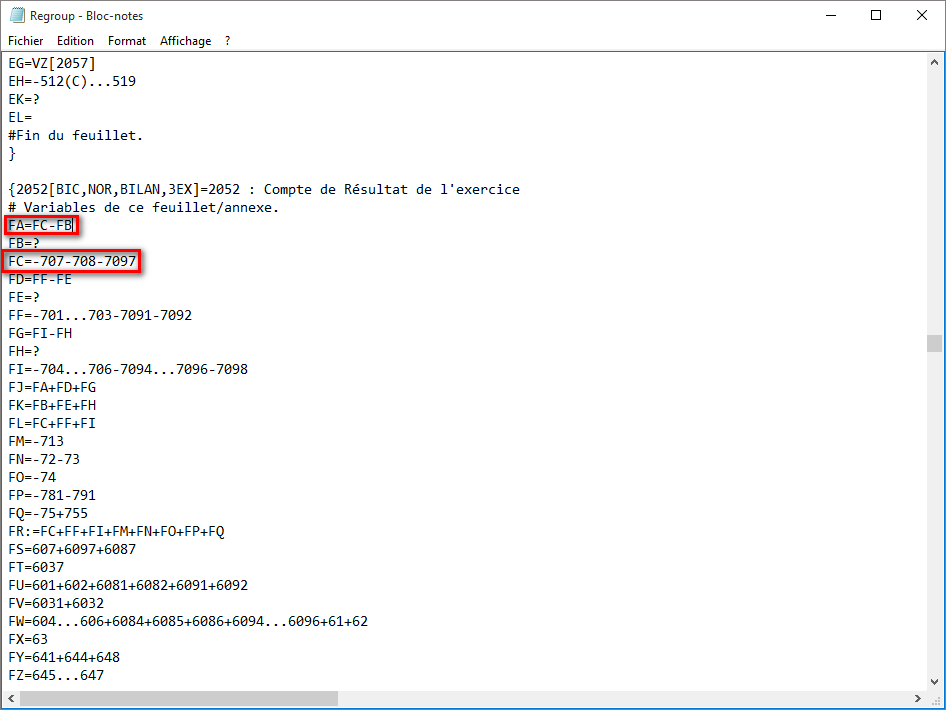 Regroup - Bloc-notes
Fichier Edition Format Affichage ?
EG=VZ[2057]
EH=-512(C)...519
EK=?
EL=
#Fin du feuillet.
}
{2052[BIC,NOR,BILAN,3EX]=2052 : Compte de Résultat de l'exercice
# Variables de ce feuillet/annexe.
FA=FC-FB
FB=?
FC=-707-708-7097
FD=FF-FE
FE=?
FF=-701...703-7091-7092
FG=FI-FH
FH=?
FI=-704...706-7094...7096-7098
FJ=FA+FD+FG
FK=FB+FE+FH
FL=FC+FF+FI
FM=-713
FN=-72-73
FO=-74
FP=-781-791
FQ=-75+755
FR:=FC+FF+FI+FM+FN+FO+FP+FQ
FS=607+6097+6087
FT=6037
FU=601+602+6081+6082+6091+6092
FV=6031+6032
FW=604...606+6084+6085+6086+6094...6096+61+62
FX=63
FY=641+644+648
FZ=645...647